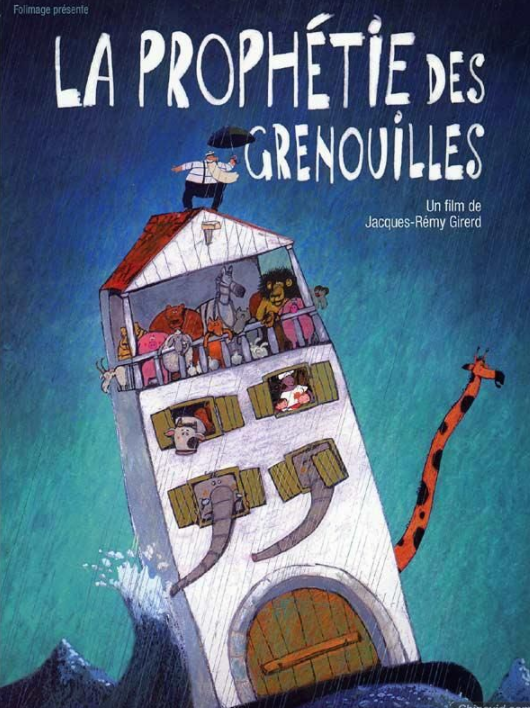 Folimage présente
LA PROPHÉTIE DES
GRENOUILLES
Un film de
Jacques-Rémy Girerd